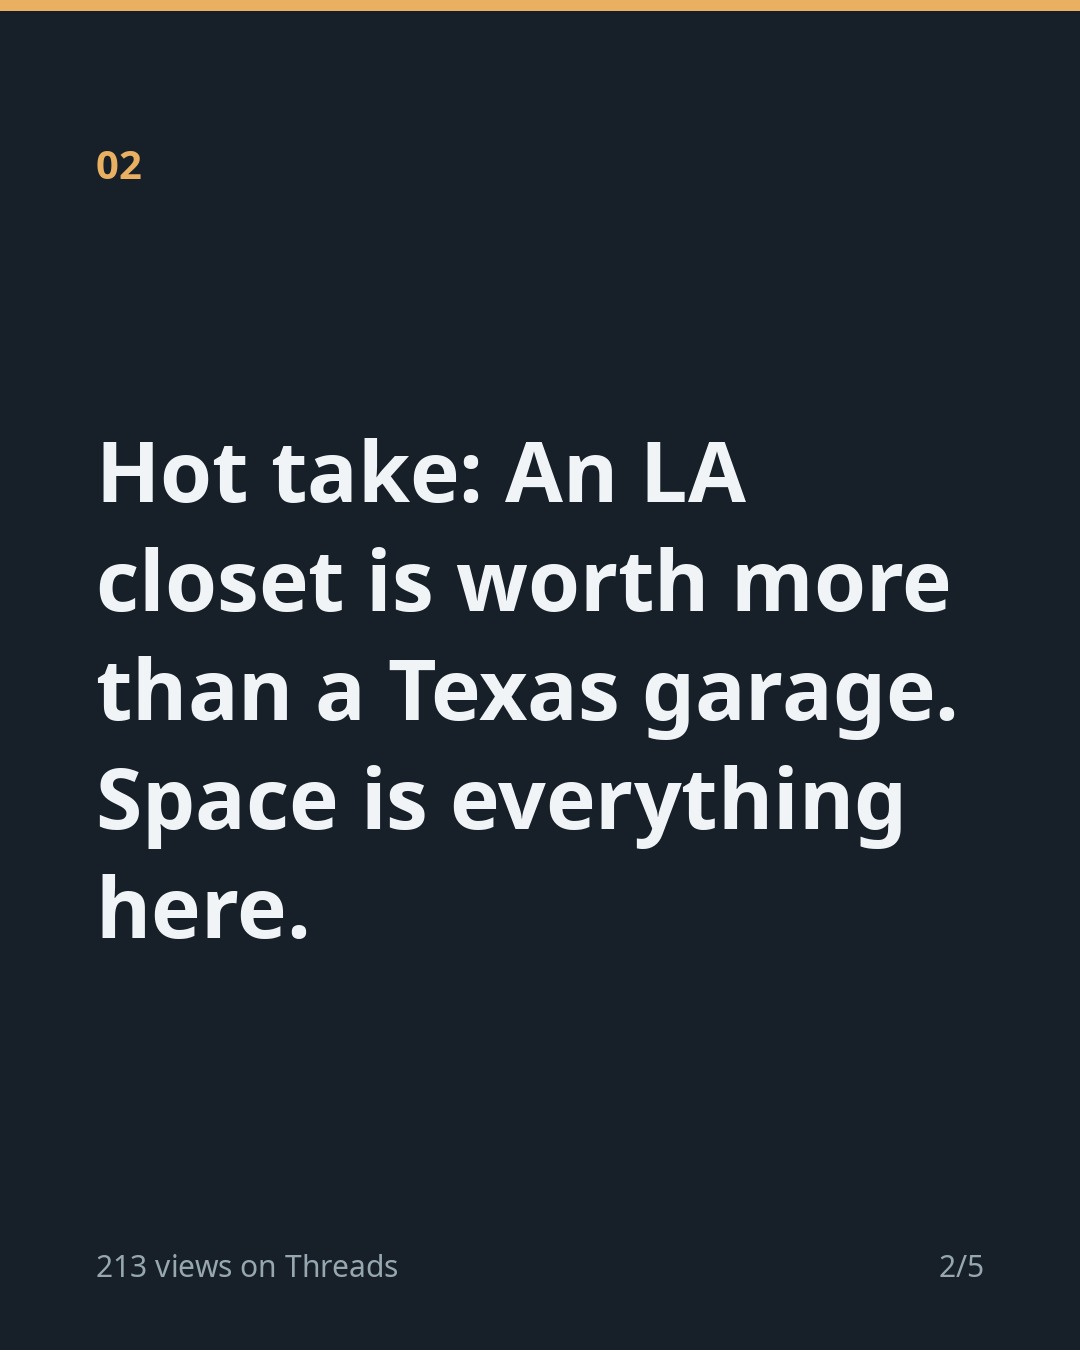 02
Hot take: An LA
closet is worth more
than a Texas garage.
Space is everything
here.
213 views on Threads
2/5